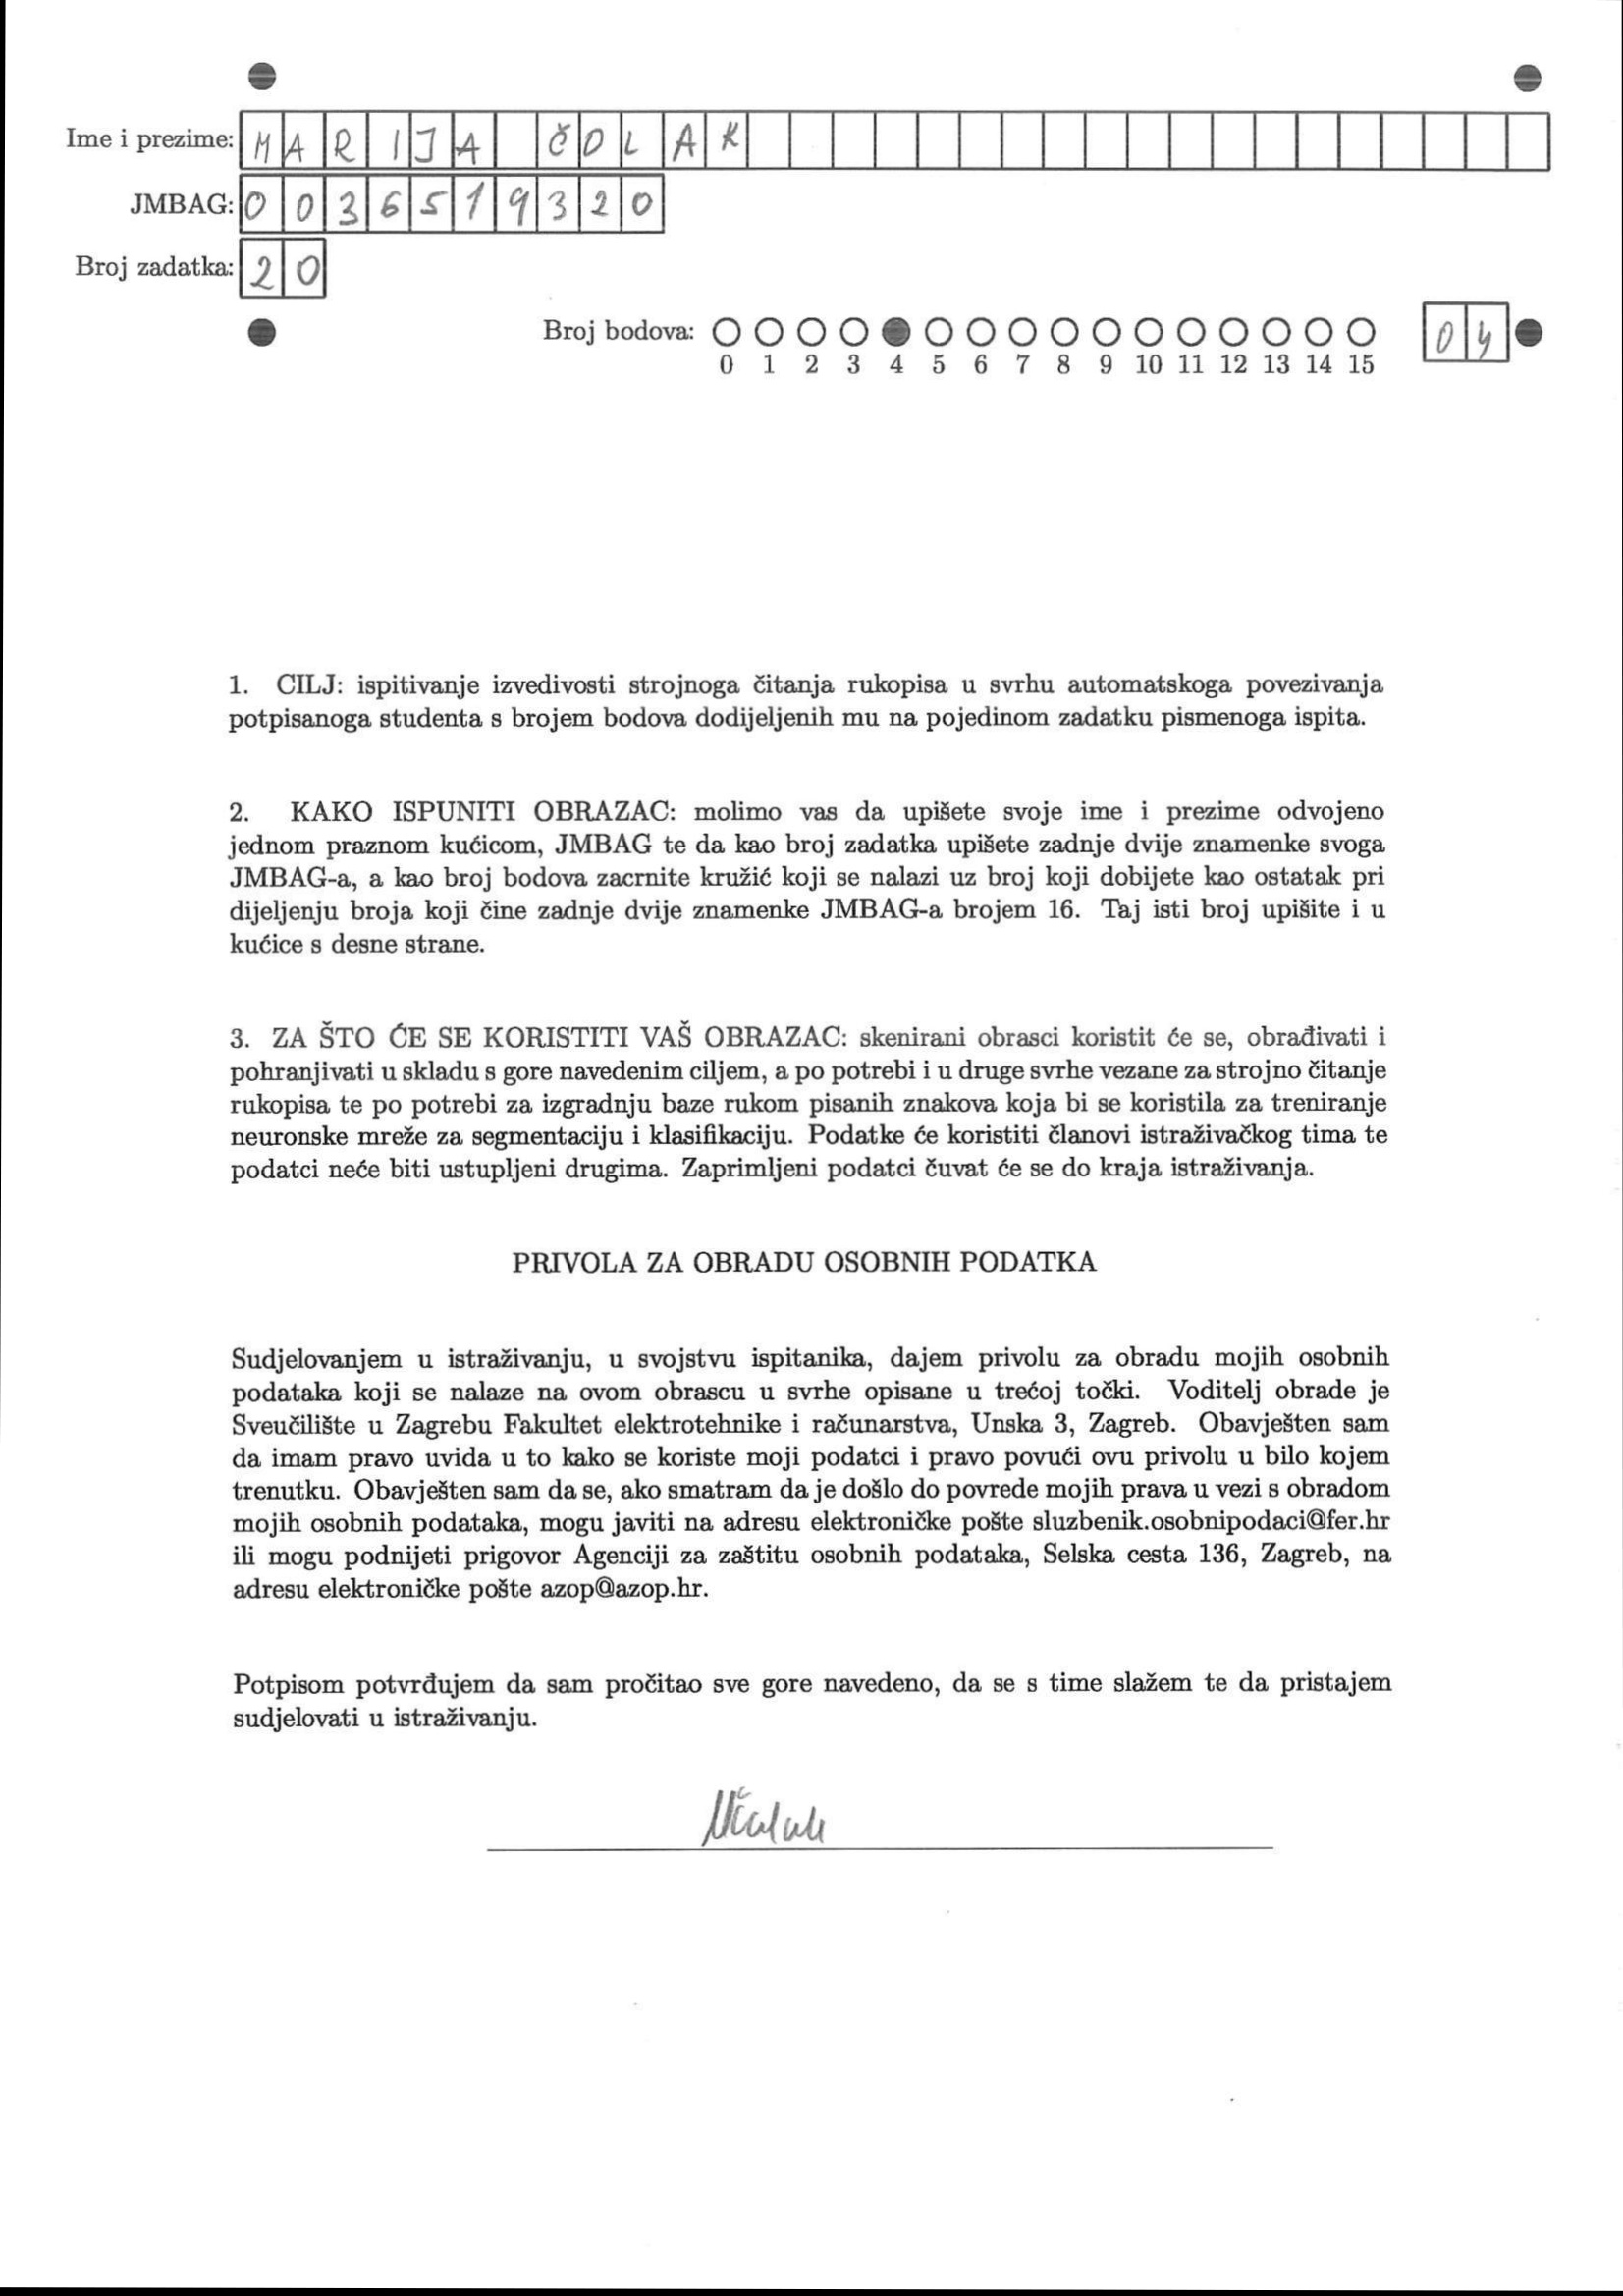 Ime i prezime: MARIJA ČOLAK
JMBAG: 0036519320
Broj zadatka: 20
Broj bodova: 04
0 1 2 3 4 5 6 7 8 9 10 11 12 13 14 15
1. CILJ: ispitivanje izvedivosti strojnoga čitanja rukopisa u svrhu automatskoga povezivanja
potpisanoga studenta s brojem bodova dodijeljenih mu na pojedinom zadatku pismenoga ispita.
2. KAKO ISPUNITI OBRAZAC: molimo vas da upišete svoje ime i prezime odvojeno
jednom praznom kućicom, JMBAG te da kao broj zadatka upišete zadnje dvije znamenke svoga
JMBAG-a, a kao broj bodova zacrnite kružić koji se nalazi uz broj koji dobijete kao ostatak pri
dijeljenju broja koji čine zadnje dvije znamenke JMBAG-a brojem 16. Taj isti broj upišite i u
kućice s desne strane.
3. ZA ŠTO ĆE SE KORISTITI VAŠ OBRAZAC: skenirani obrasci koristit će se, obrađivati i
pohranjivati u skladu s gore navedenim ciljem, a po potrebi i u druge svrhe vezane za strojno čitanje
rukopisa te po potrebi za izgradnju baze rukom pisanih znakova koja bi se koristila za treniranje
neuronske mreže za segmentaciju i klasifikaciju. Podatke će koristiti članovi istraživačkog tima te
podatci neće biti ustupljeni drugima. Zaprimljeni podatci čuvat će se do kraja istraživanja.
PRIVOLA ZA OBRADU OSOBNIH PODATKA
Sudjelovanjem u istraživanju, u svojstvu ispitanika, dajem privolu za obradu mojih osobnih
podataka koji se nalaze na ovom obrascu u svrhe opisane u trećoj točki. Voditelj obrade je
Sveučilište u Zagrebu Fakultet elektrotehnike i računarstva, Unska 3, Zagreb. Obavješten sam
da imam pravo uvida u to kako se koriste moji podatci i pravo povući ovu privolu u bilo kojem
trenutku. Obavješten sam da se, ako smatram da je došlo do povrede mojih prava u vezi s obradom
mojih osobnih podataka, mogu javiti na adresu elektroničke pošte sluzbenik.osobnipodaci@fer.hr
ili mogu podnijeti prigovor Agenciji za zaštitu osobnih podataka, Selska cesta 136, Zagreb, na
adresu elektroničke pošte azop@azop.hr.
Potpisom potvrđujem da sam pročitao sve gore navedeno, da se s time slažem te da pristajem
sudjelovati u istraživanju.
MČolak